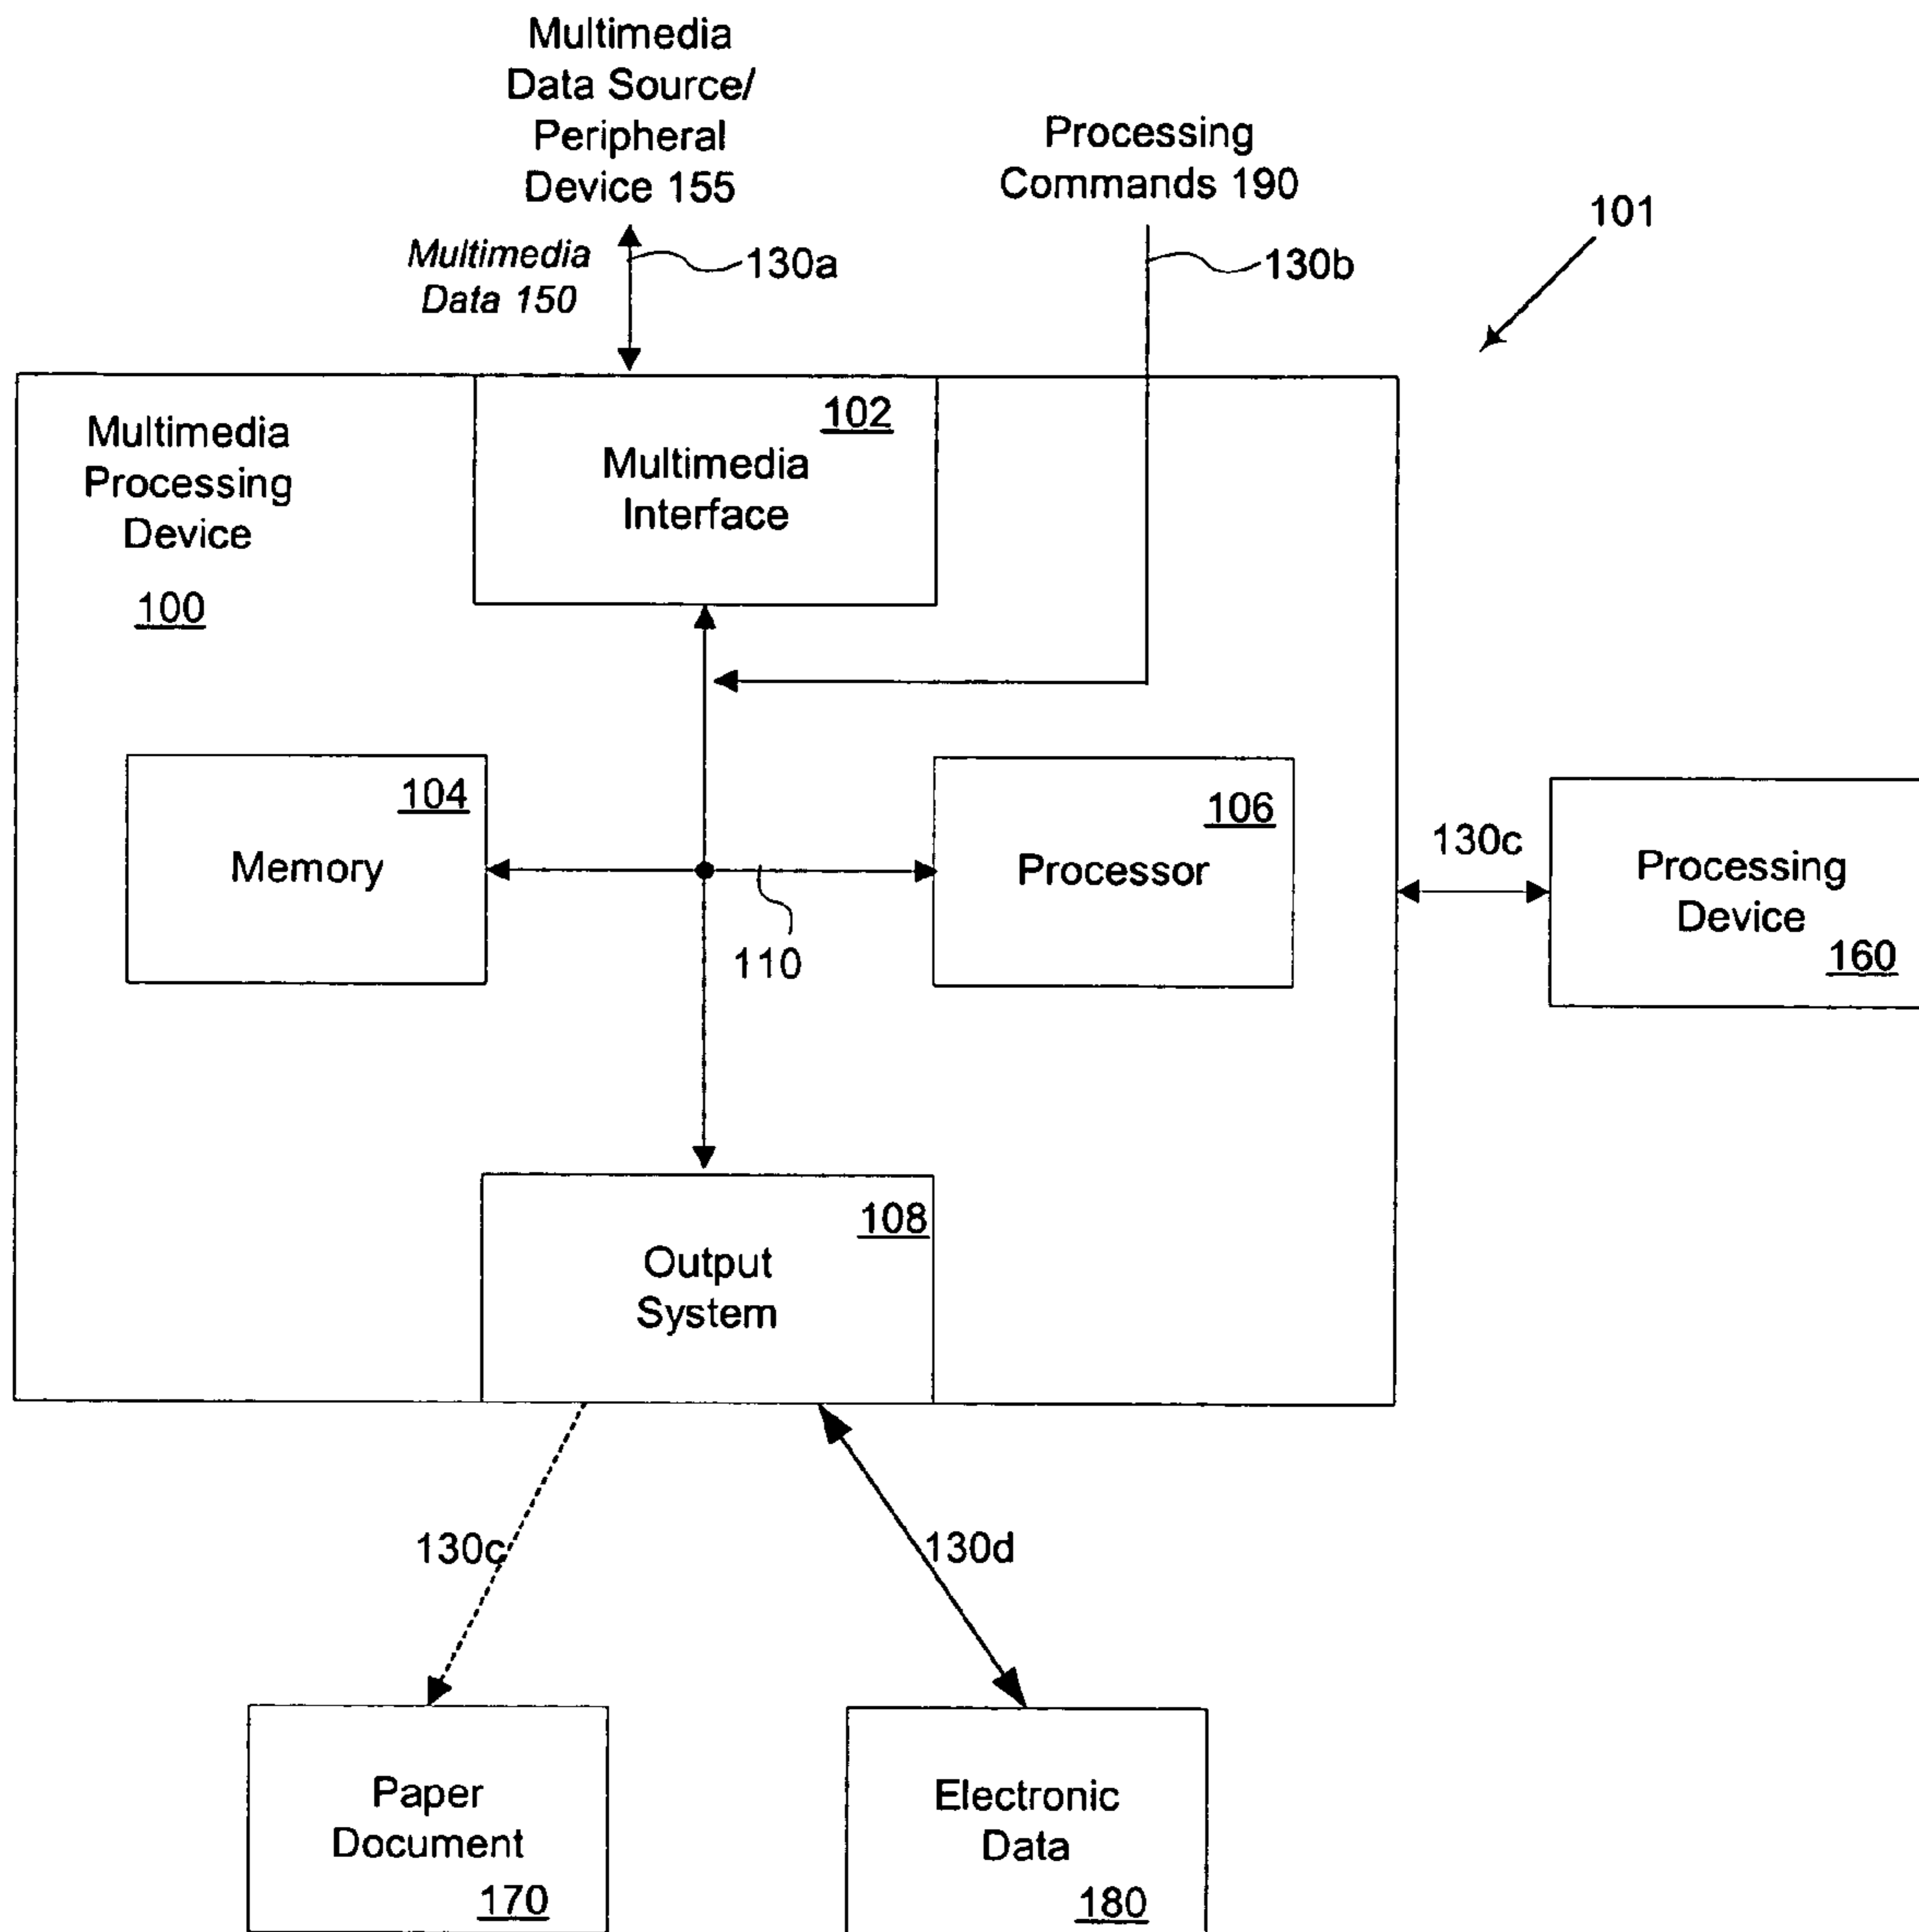 Multimedia
Data Source/
Peripheral
Device 155
Processing
Commands 190
101
Multimedia
Data 150
130a
130b
Multimedia
Processing
Device
100
102
Multimedia
Interface
104
Memory
106
Processor
110
130c
Processing
Device
160
108
Output
System
130c
130d
Paper
Document
170
Electronic
Data
180